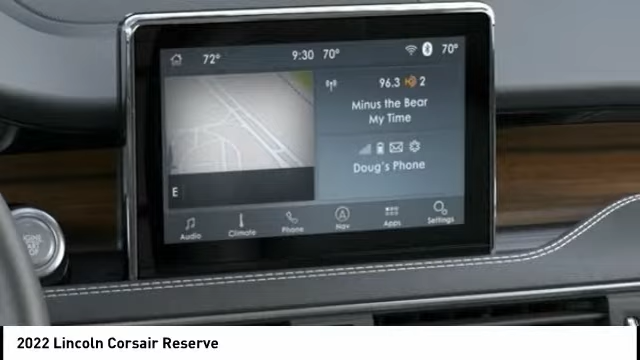 72° 9:30 70° 70°
96.3 HD 2
Minus the Bear
My Time
Doug's Phone
E
Audio Climate Phone Nav Apps Settings
2022 Lincoln Corsair Reserve